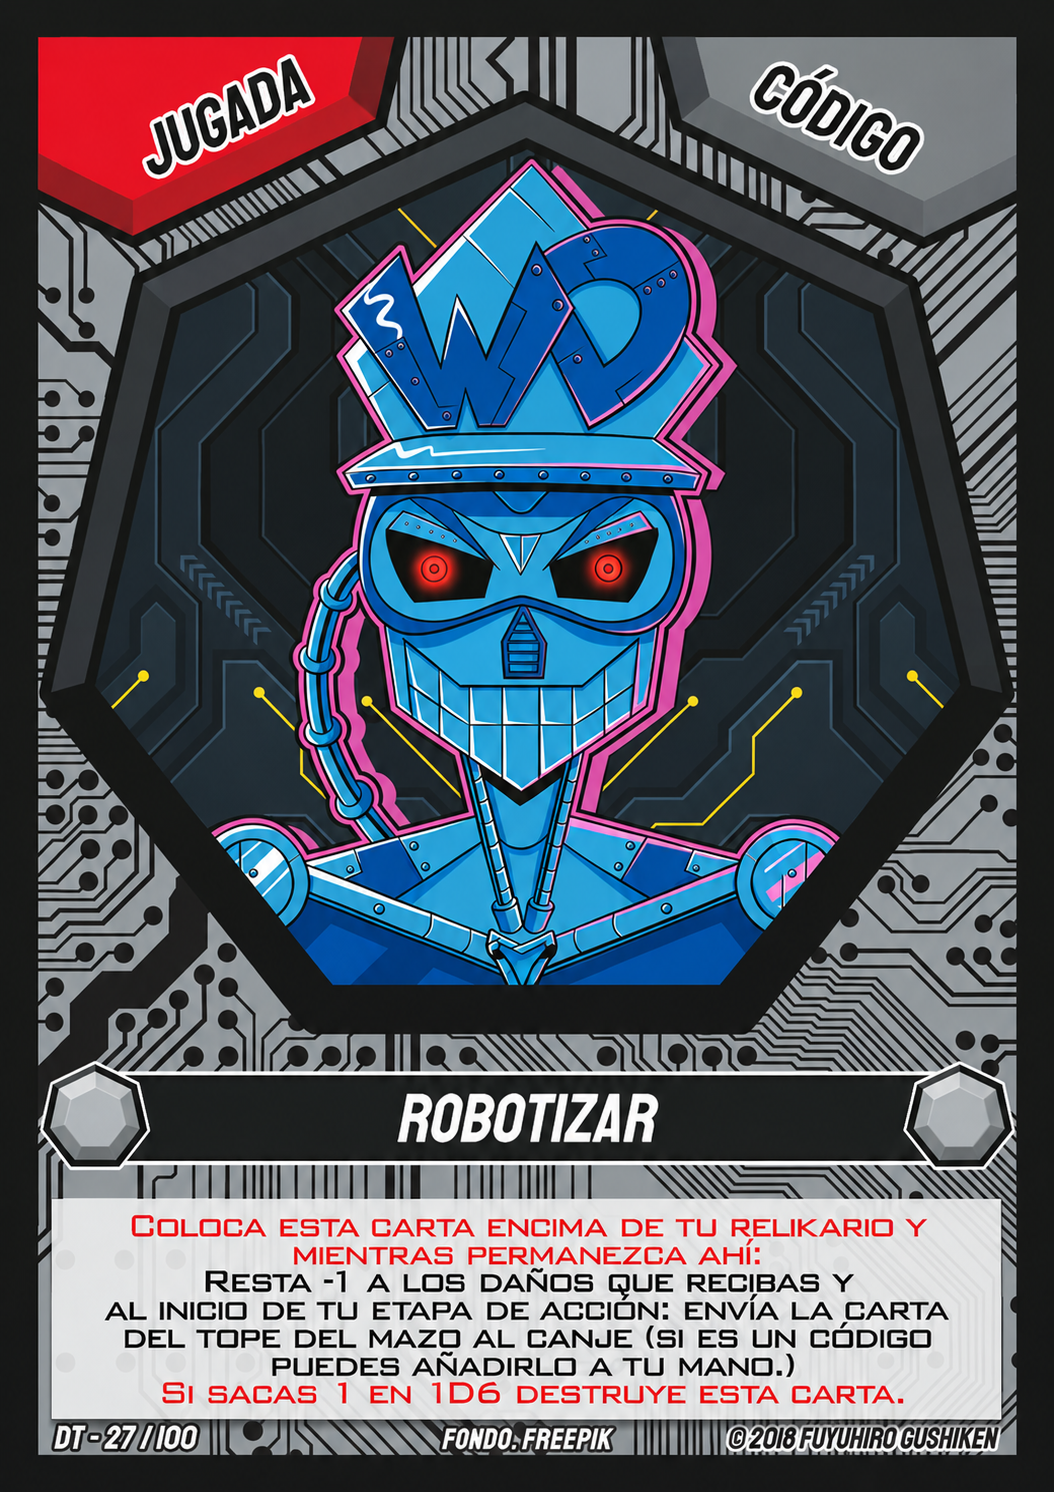 JUGADA
CÓDIGO
WD
ROBOTIZAR
COLOCA ESTA CARTA ENCIMA DE TU RELIKARIO Y
MIENTRAS PERMANEZCA AHÍ:
RESTA -1 A LOS DAÑOS QUE RECIBAS Y
AL INICIO DE TU ETAPA DE ACCIÓN: ENVÍA LA CARTA
DEL TOPE DEL MAZO AL CANJE (SI ES UN CÓDIGO
PUEDES AÑADIRLO A TU MANO.)
SI SACAS 1 EN 1D6 DESTRUYE ESTA CARTA.
DT - 27 / 100
FONDO. FREEPIK
© 2018 FUYUHIRO GUSHIKEN